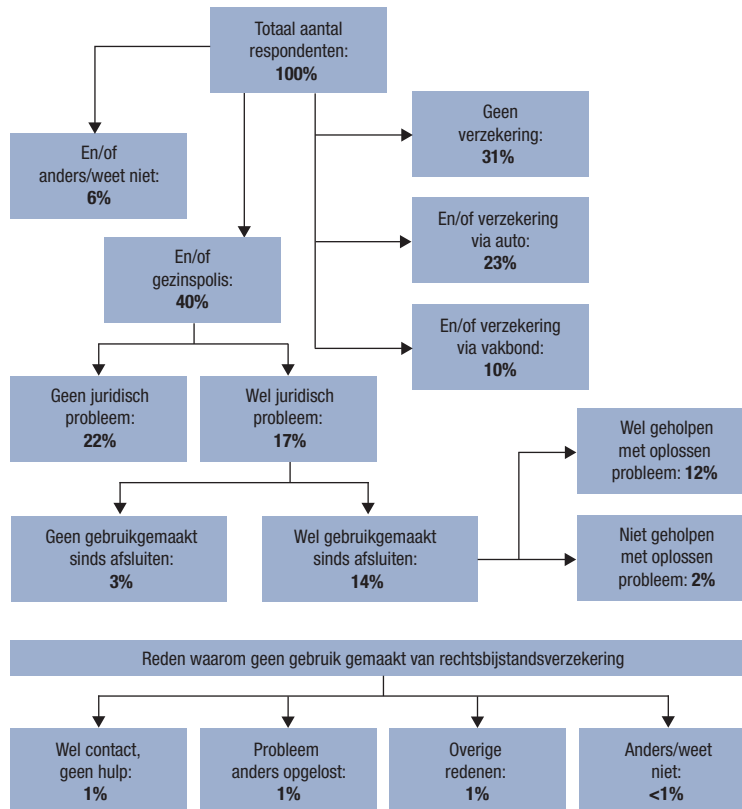 Totaal aantal
respondenten:
100%
Geen
verzekering:
31%
En/of
anders/weet niet:
6%
En/of verzekering
via auto:
23%
En/of
gezinspolis:
40%
En/of verzekering
via vakbond:
10%
Geen juridisch
probleem:
22%
Wel juridisch
probleem:
17%
Wel geholpen
met oplossen
probleem: 12%
Geen gebruikgemaakt
sinds afsluiten:
3%
Wel gebruikgemaakt
sinds afsluiten:
14%
Niet geholpen
met oplossen
probleem: 2%
Reden waarom geen gebruik gemaakt van rechtsbijstandsverzekering
Wel contact,
geen hulp:
1%
Probleem
anders opgelost:
1%
Overige
redenen:
1%
Anders/weet
niet:
<1%